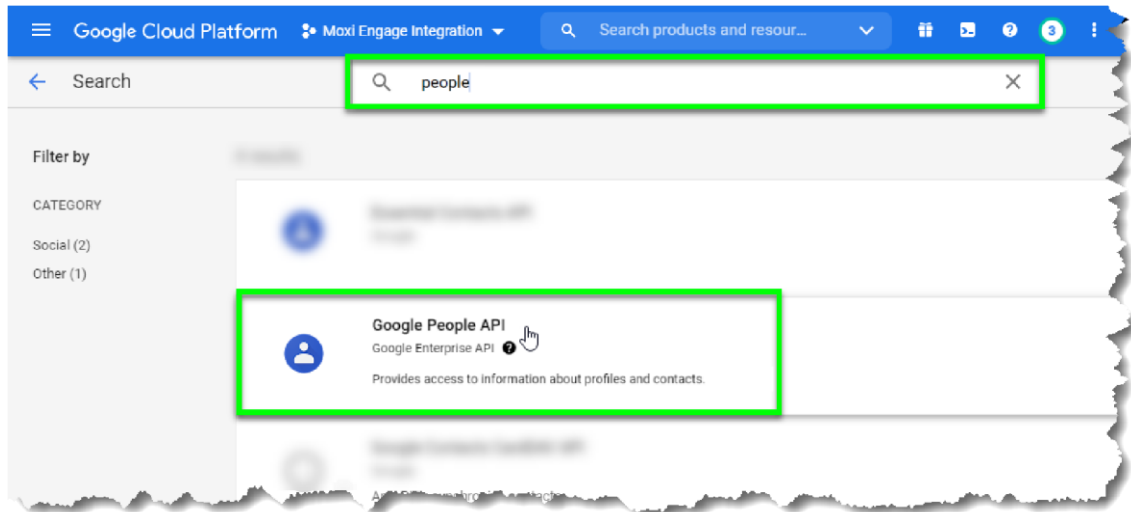 Google Cloud Platform Moxi Engage Integration Search products and resour... 3
Search people
Filter by
CATEGORY
Social (2)
Other (1)
Google People API
Google Enterprise API
Provides access to information about profiles and contacts.